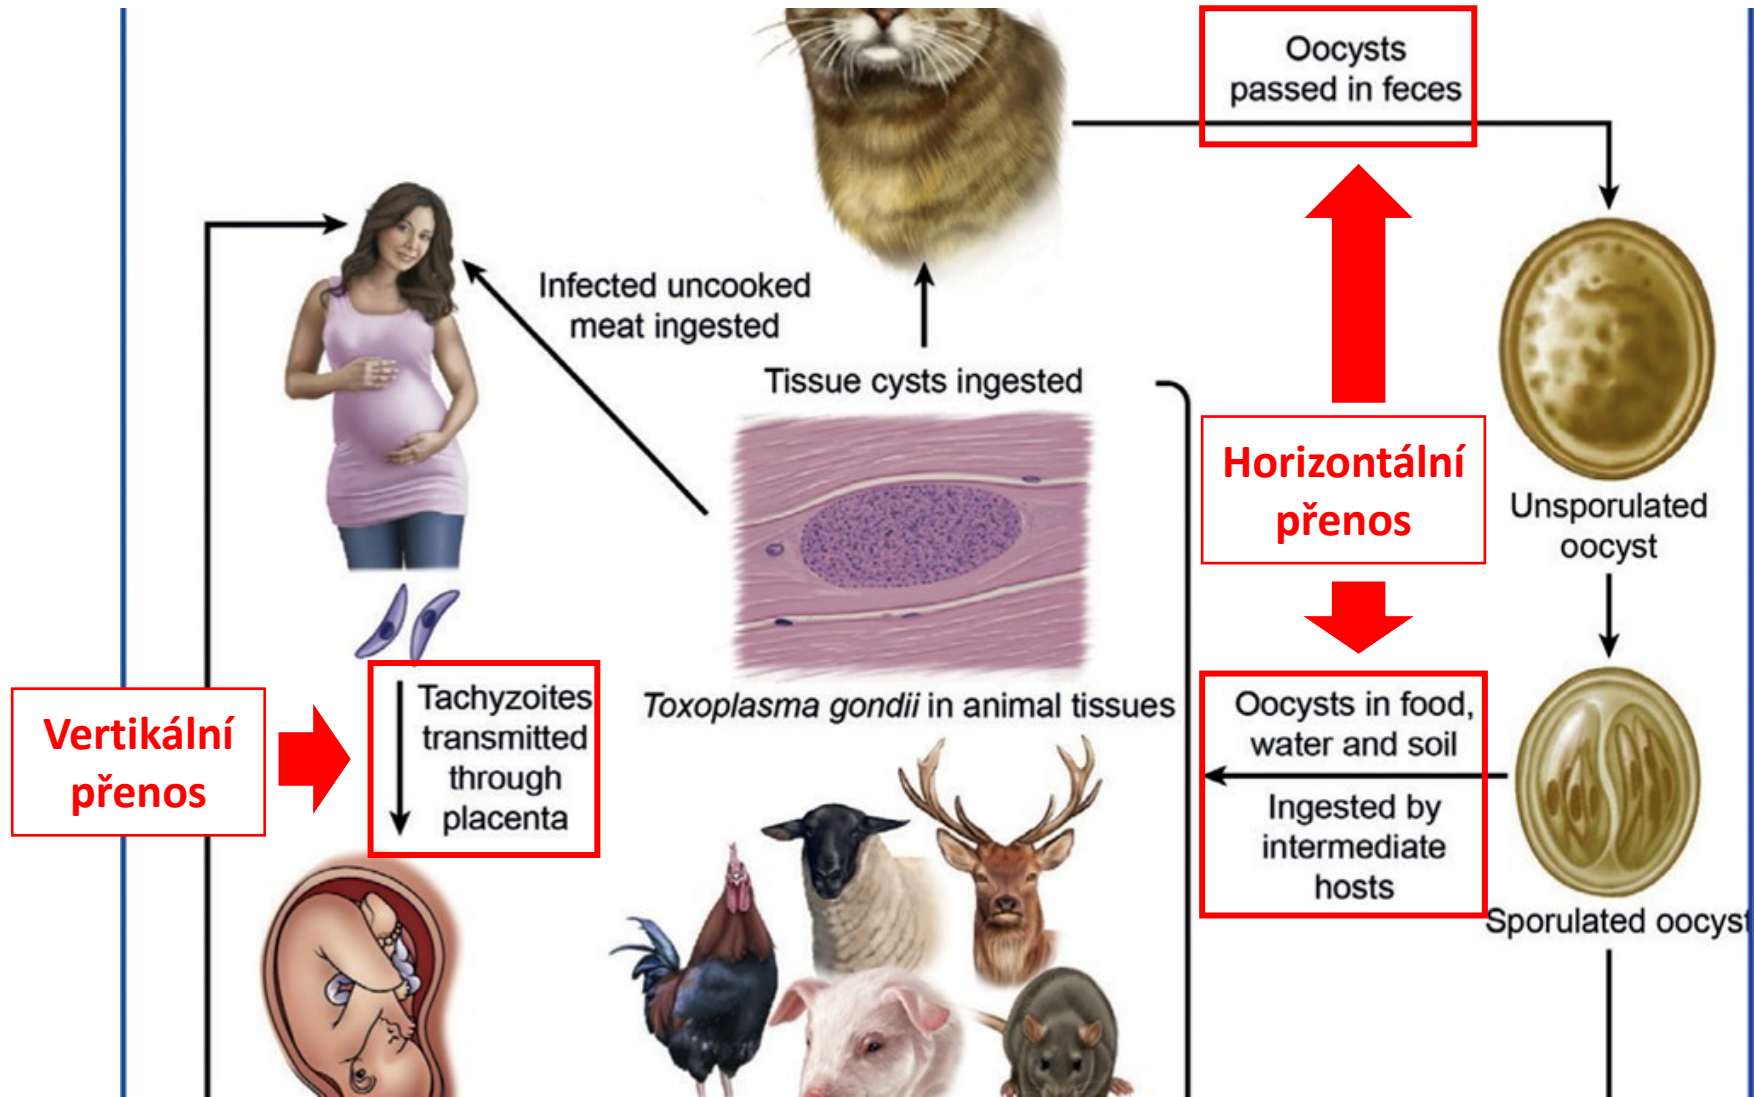 Oocysts
passed in feces
Infected uncooked
meat ingested
Tissue cysts ingested
Horizontální
přenos
Unsporulated
oocyst
Vertikální
přenos
Tachyzoites
transmitted
through
placenta
Toxoplasma gondii in animal tissues
Oocysts in food,
water and soil
Ingested by
intermediate
hosts
Sporulated oocyst